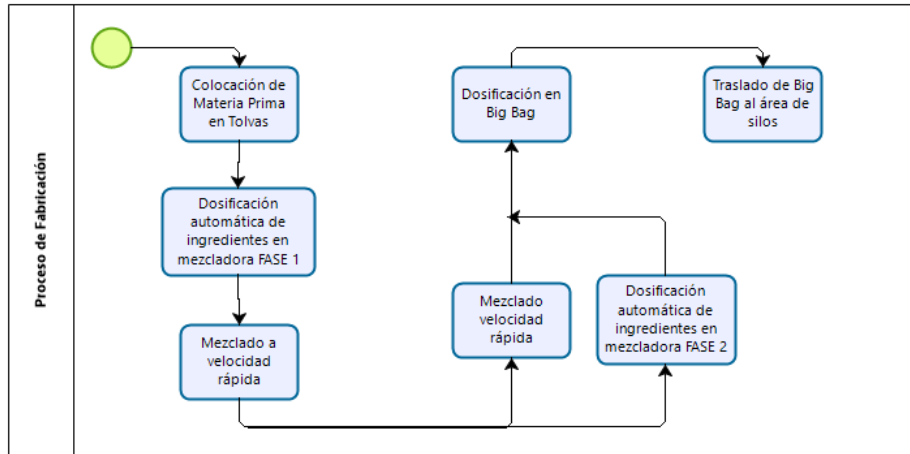 Proceso de Fabricación
Colocación de
Materia Prima
en Tolvas
Dosificación
automática de
ingredientes en
mezcladora FASE 1
Mezclado a
velocidad
rápida
Mezclado
velocidad
rápida
Dosificación
automática de
ingredientes en
mezcladora FASE 2
Dosificación en
Big Bag
Traslado de Big
Bag al área de
silos